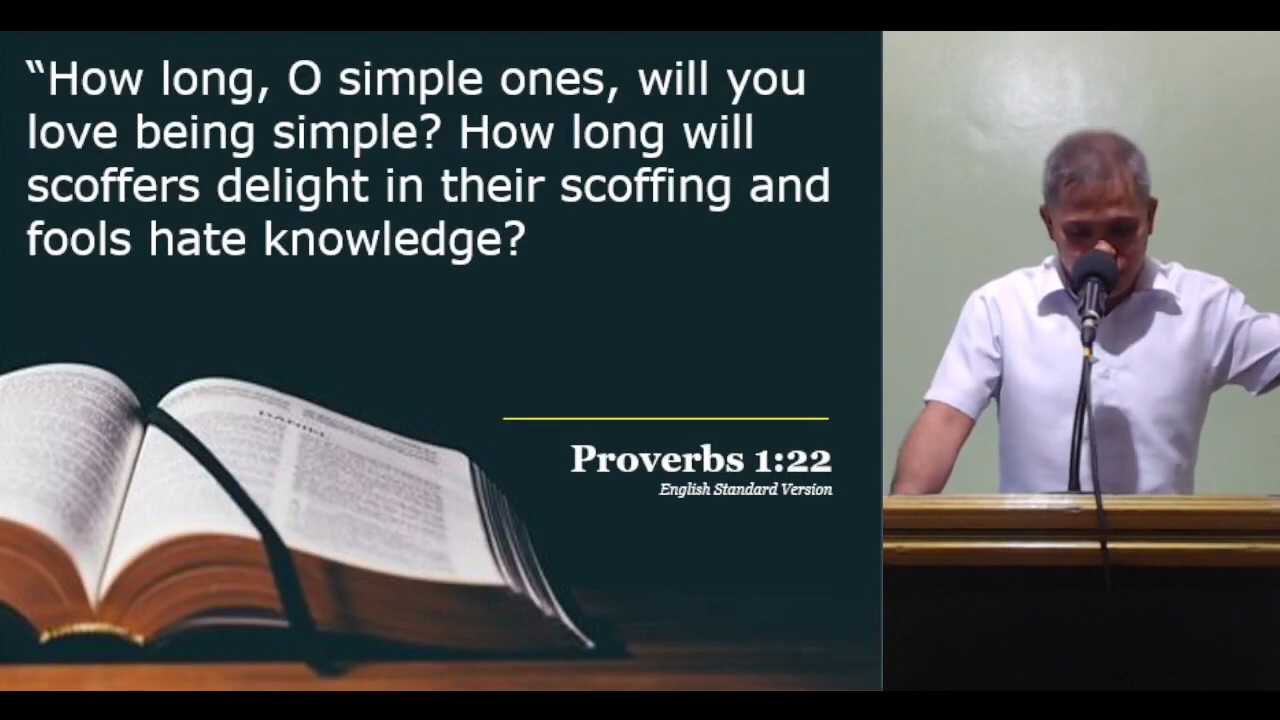 “How long, O simple ones, will you
love being simple? How long will
scoffers delight in their scoffing and
fools hate knowledge?
DANIEL
Proverbs 1:22
English Standard Version